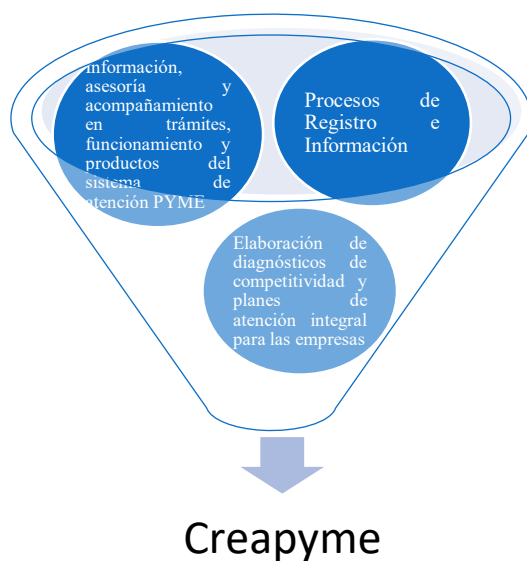 Información,
asesoría y
acompañamiento
en trámites,
funcionamiento y
productos del
sistema de
atención PYME
Procesos de
Registro e
Información
Elaboración de
diagnósticos de
competitividad y
planes de
atención integral
para las empresas
Creapyme